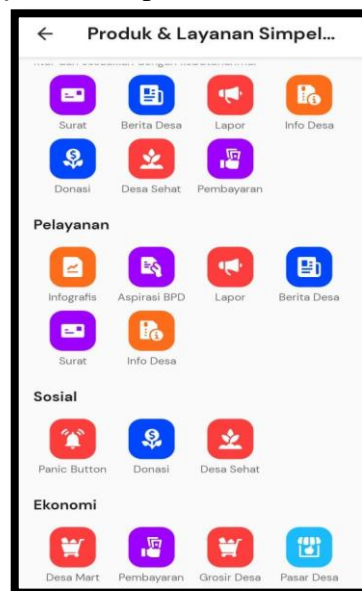 Produk & Layanan Simpel...
Surat Berita Desa Lapor Info Desa
Donasi Desa Sehat Pembayaran
Pelayanan
Infografis Aspirasi BPD Lapor Berita Desa
Surat Info Desa
Sosial
Panic Button Donasi Desa Sehat
Ekonomi
Desa Mart Pembayaran Grosir Desa Pasar Desa